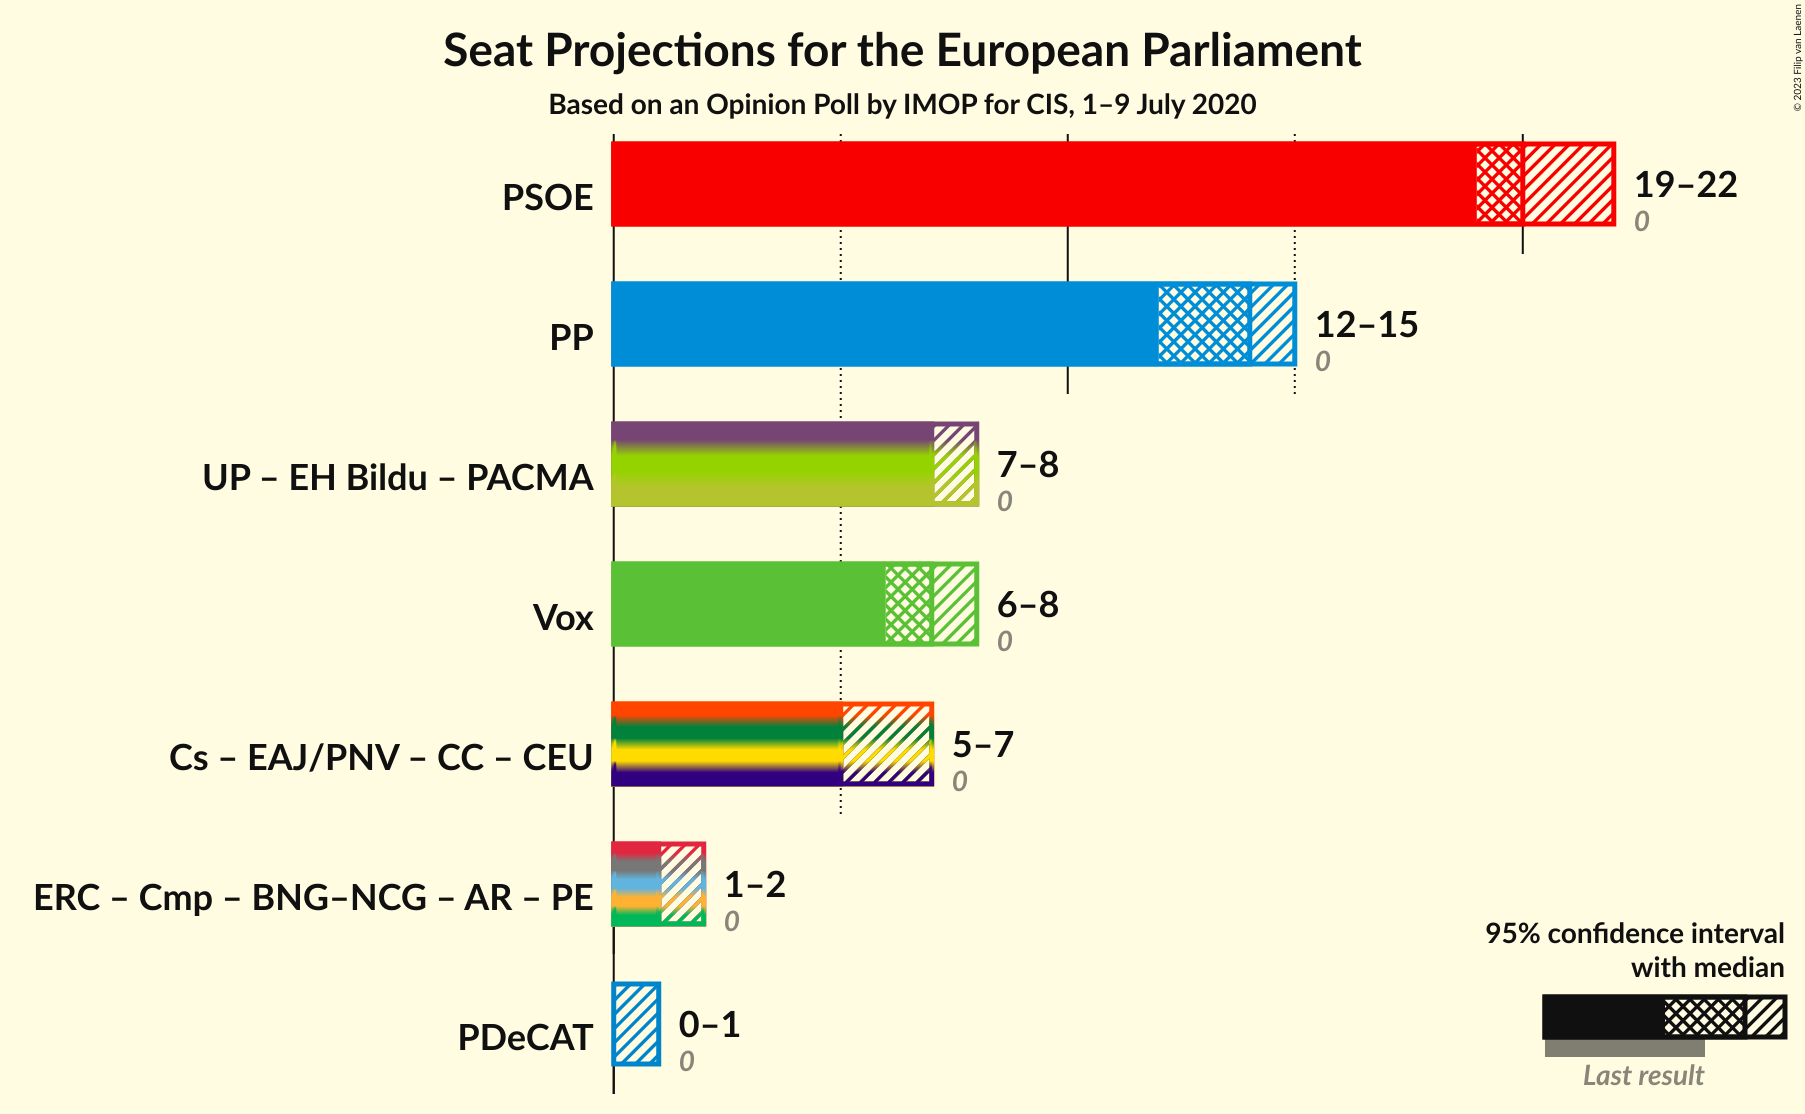 Seat Projections for the European Parliament
Based on an Opinion Poll by IMOP for CIS, 1–9 July 2020
© 2023 Filip van Laenen
PSOE
19–22
0
PP
12–15
0
UP – EH Bildu – PACMA
7–8
0
Vox
6–8
0
Cs – EAJ/PNV – CC – CEU
5–7
0
ERC – Cmp – BNG–NCG – AR – PE
1–2
0
PDeCAT
0–1
0
95% confidence interval
with median
Last result